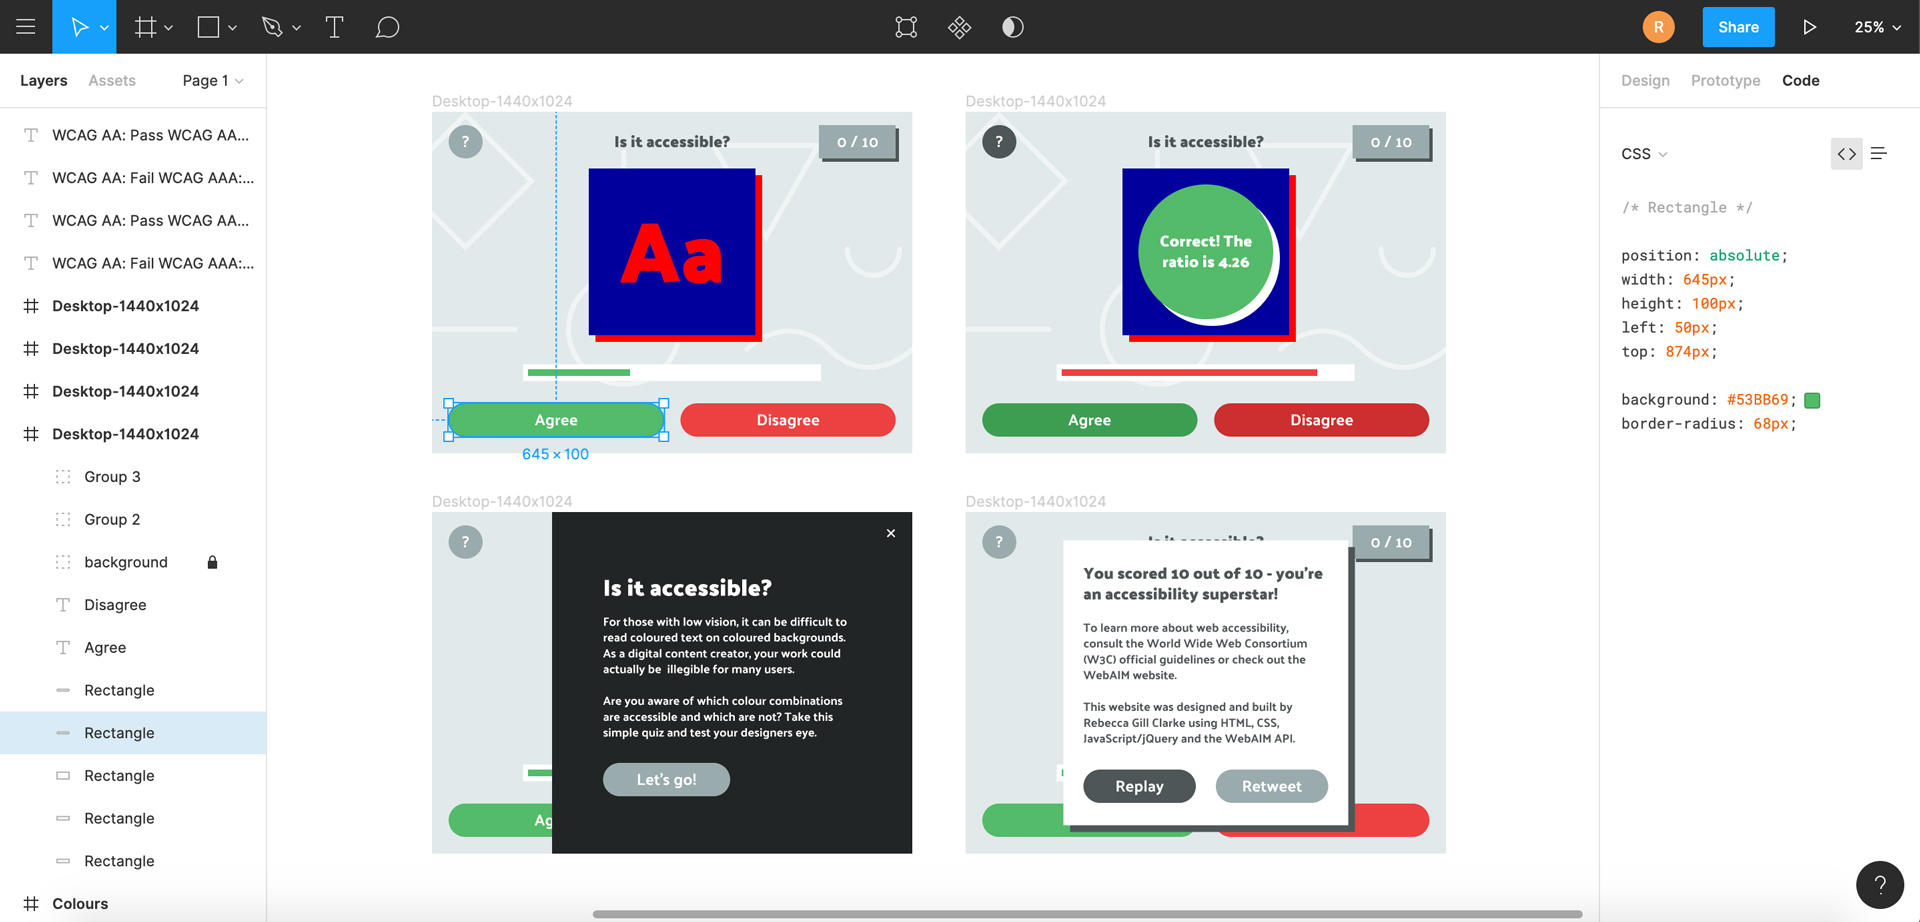 R
Share
25%
Layers
Assets
Page 1
WCAG AA: Pass WCAG AA...
WCAG AA: Fail WCAG AAA:...
WCAG AA: Pass WCAG AA...
WCAG AA: Fail WCAG AAA:...
Desktop-1440x1024
Desktop-1440x1024
Desktop-1440x1024
Desktop-1440x1024
Group 3
Group 2
background
Disagree
Agree
Rectangle
Rectangle
Rectangle
Rectangle
Rectangle
Colours
Desktop-1440x1024
?
Is it accessible?
0 / 10
Aa
Agree
Disagree
645 × 100
Desktop-1440x1024
?
Is it accessible?
0 / 10
Correct! The
ratio is 4.26
Agree
Disagree
Desktop-1440x1024
?
×
Is it accessible?
For those with low vision, it can be difficult to
read coloured text on coloured backgrounds.
As a digital content creator, your work could
actually be illegible for many users.
Are you aware of which colour combinations
are accessible and which are not? Take this
simple quiz and test your designers eye.
Let's go!
Ag
Desktop-1440x1024
?
Is it accessible?
0 / 10
You scored 10 out of 10 - you're
an accessibility superstar!
To learn more about web accessibility,
consult the World Wide Web Consortium
(W3C) official guidelines or check out the
WebAIM website.
This website was designed and built by
Rebecca Gill Clarke using HTML, CSS,
JavaScript/jQuery and the WebAIM API.
Replay
Retweet
Design
Prototype
Code
CSS
<>
/* Rectangle */
position: absolute;
width: 645px;
height: 100px;
left: 50px;
top: 874px;
background: #53BB69;
border-radius: 68px;
?